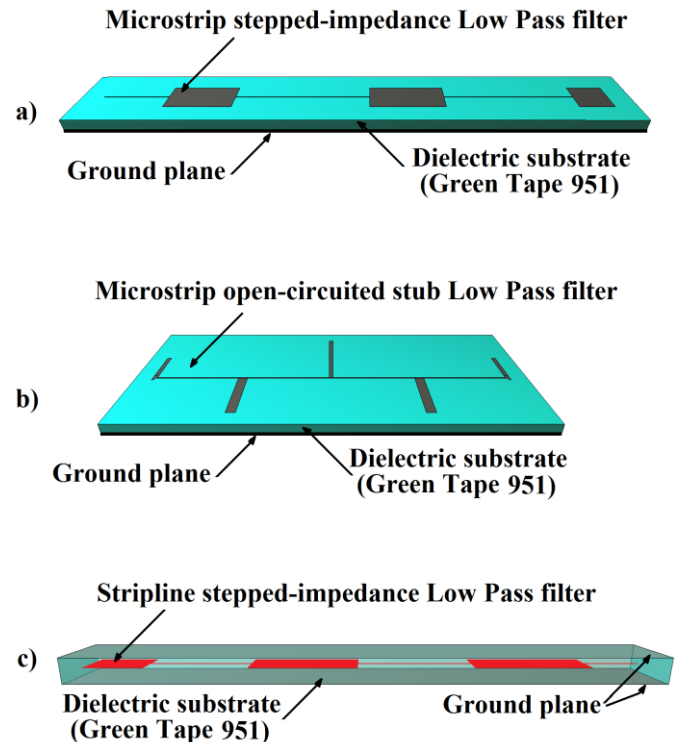 Microstrip stepped-impedance Low Pass filter
a)
Ground plane
Dielectric substrate
(Green Tape 951)
Microstrip open-circuited stub Low Pass filter
b)
Ground plane
Dielectric substrate
(Green Tape 951)
Stripline stepped-impedance Low Pass filter
c)
Dielectric substrate
(Green Tape 951)
Ground plane